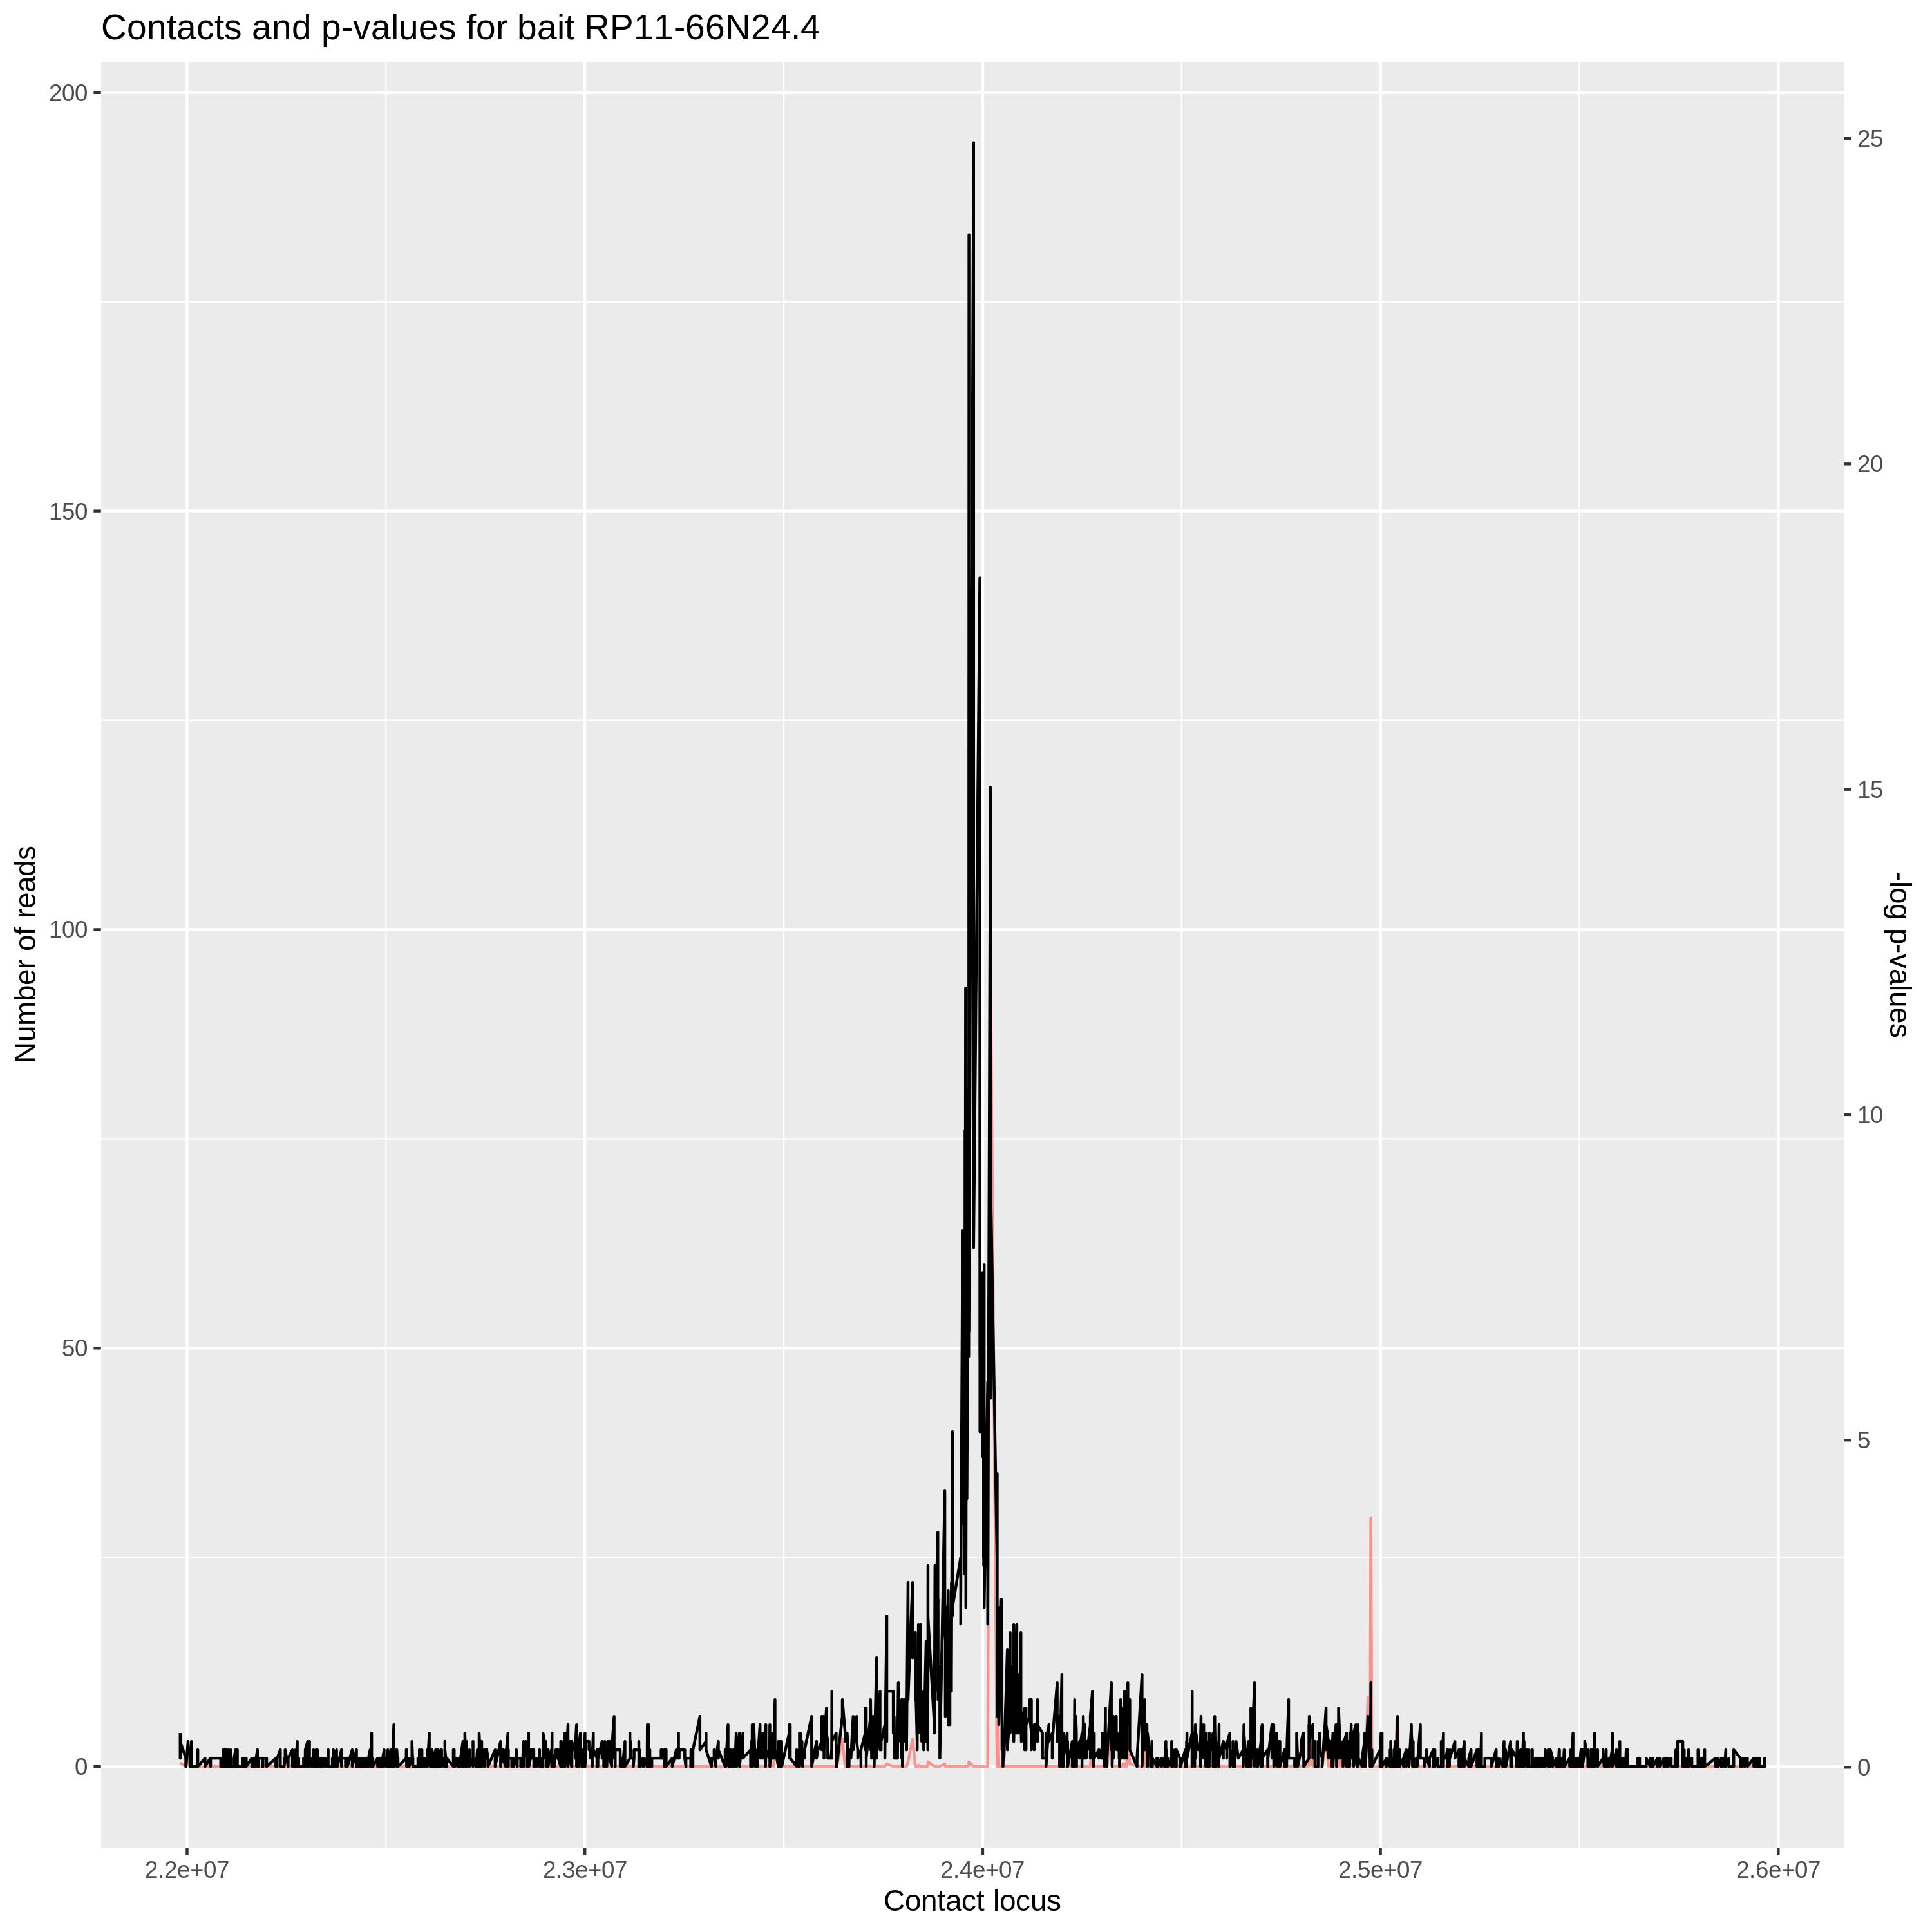 Contacts and p-values for bait RP11-66N24.4
200
150
100
50
0
Number of reads
25
20
15
10
5
0
-log p-values
2.2e+07 2.3e+07 2.4e+07 2.5e+07 2.6e+07
Contact locus